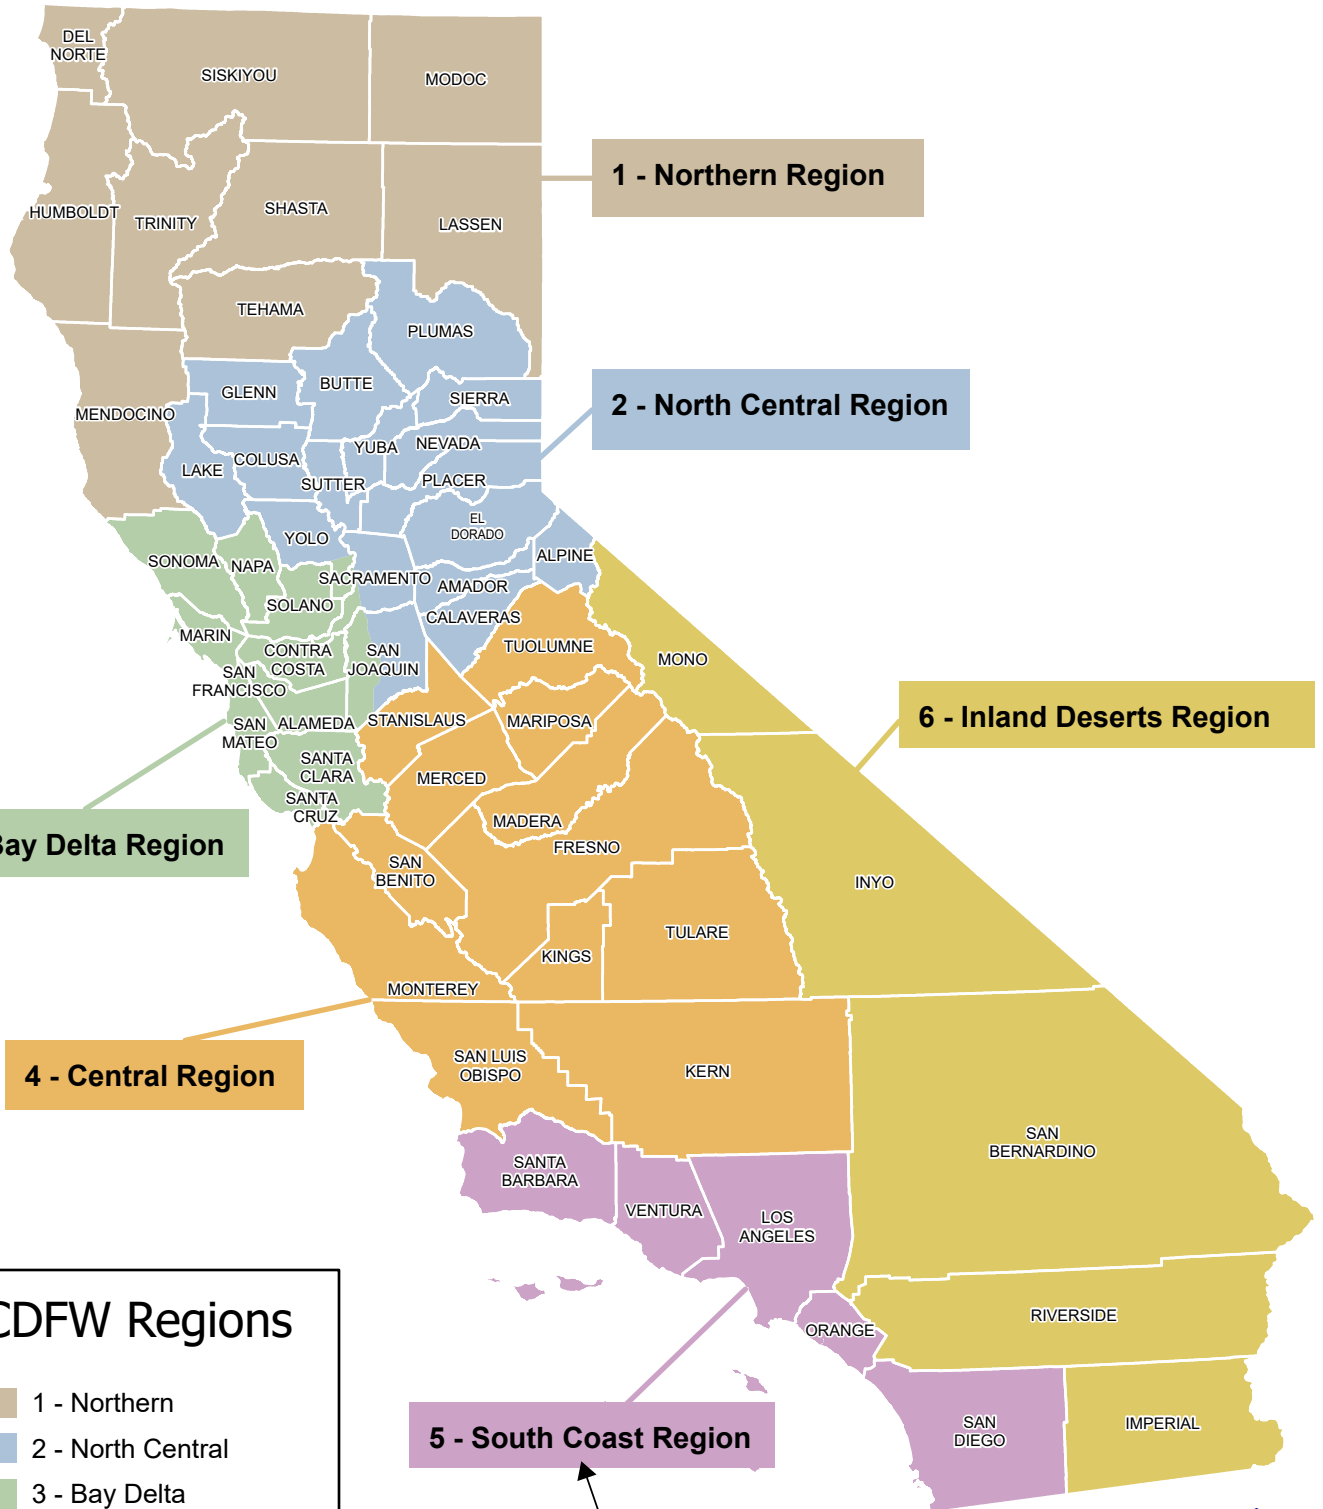 DEL
NORTE
SISKIYOU
MODOC
1 - Northern Region
HUMBOLDT
TRINITY
SHASTA
LASSEN
TEHAMA
PLUMAS
GLENN
BUTTE
SIERRA
2 - North Central Region
MENDOCINO
LAKE
COLUSA
YUBA
NEVADA
SUTTER
PLACER
YOLO
EL
DORADO
ALPINE
SONOMA
NAPA
SACRAMENTO
AMADOR
SOLANO
CALAVERAS
MARIN
CONTRA
COSTA
SAN
JOAQUIN
TUOLUMNE
MONO
SAN
FRANCISCO
6 - Inland Deserts Region
SAN
MATEO
ALAMEDA
STANISLAUS
MARIPOSA
SANTA
CLARA
MERCED
SANTA
CRUZ
MADERA
Bay Delta Region
FRESNO
SAN
BENITO
INYO
KINGS
TULARE
MONTEREY
4 - Central Region
SAN LUIS
OBISPO
KERN
SAN
BERNARDINO
SANTA
BARBARA
VENTURA
LOS
ANGELES
ORANGE
RIVERSIDE
CDFW Regions
1 - Northern
2 - North Central
3 - Bay Delta
5 - South Coast Region
SAN
DIEGO
IMPERIAL